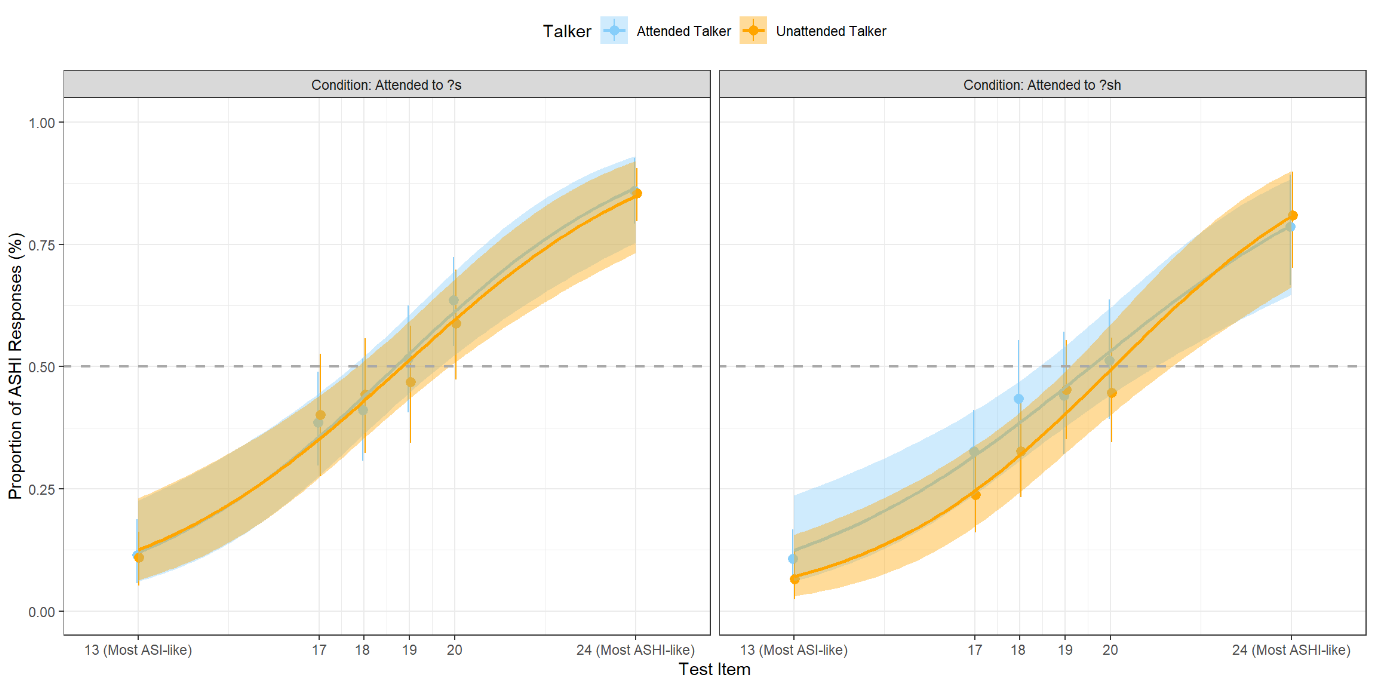 Talker Attended Talker Unattended Talker
Condition: Attended to ?s
Condition: Attended to ?sh
Proportion of ASHI Responses (%)
1.00
0.75
0.50
0.25
0.00
13 (Most ASI-like) 17 18 19 20 24 (Most ASHI-like)
13 (Most ASI-like) 17 18 19 20 24 (Most ASHI-like)
Test Item